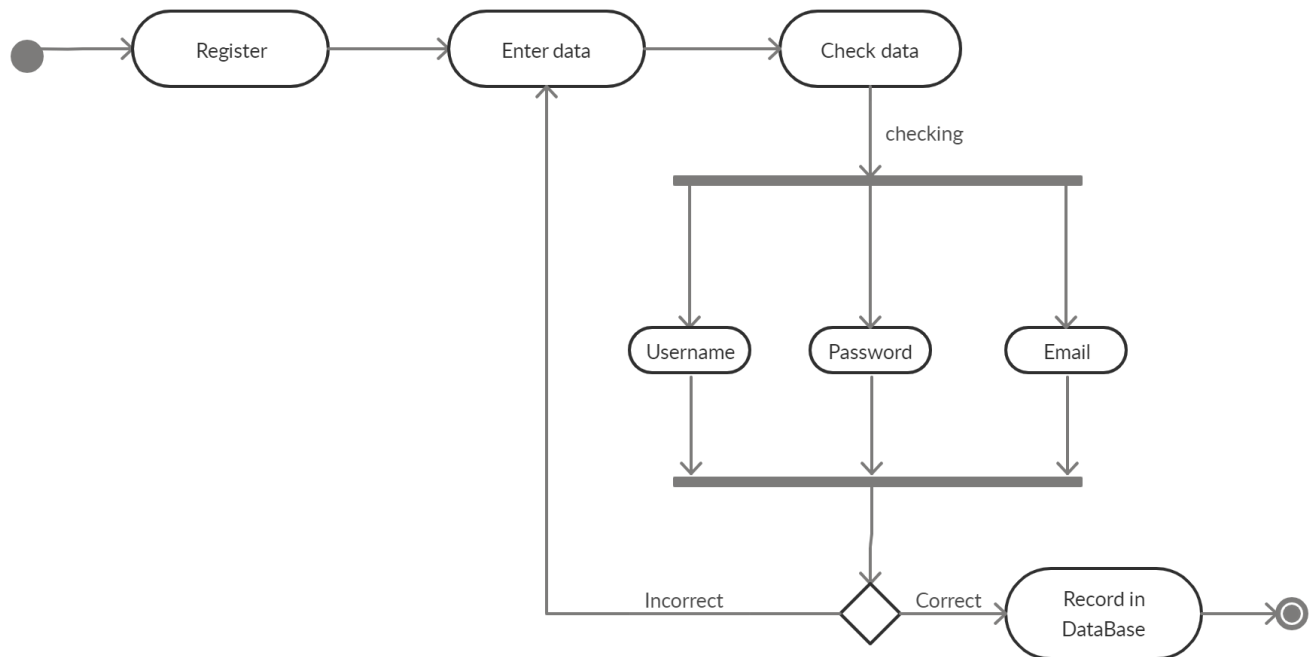 Register
Enter data
Check data
checking
Username
Password
Email
Incorrect
Correct
Record in
DataBase